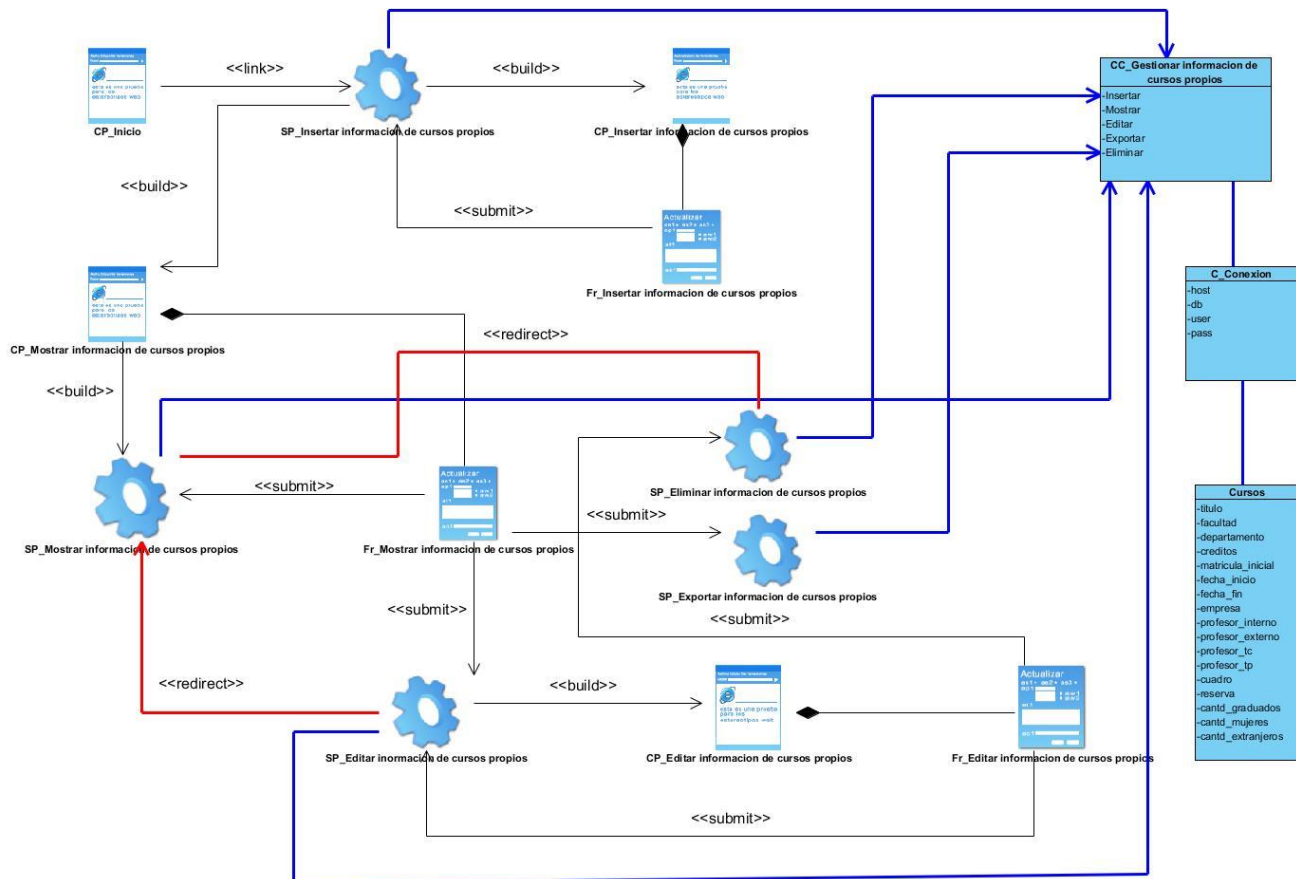 <<link>>
<<build>>
CP_Inicio
SP_Insertar informacion de cursos propios
CP_Insertar informacion de cursos propios
CC_Gestionar informacion de
cursos propios
-Insertar
-Mostrar
-Editar
-Exportar
-Eliminar
<<build>>
<<submit>>
Actualizar
Fr_Insertar informacion de cursos propios
C_Conexion
-host
-db
-user
-pass
CP_Mostrar informacion de cursos propios
<<redirect>>
<<build>>
<<submit>>
Actualizar
SP_Eliminar informacion de cursos propios
<<submit>>
SP_Mostrar informacion de cursos propios
Fr_Mostrar informacion de cursos propios
SP_Exportar informacion de cursos propios
Cursos
-titulo
-facultad
-departamento
-creditos
-matricula_inicial
-fecha_inicio
-fecha_fin
-empresa
-profesor_interno
-profesor_externo
-profesor_tc
-profesor_tp
-cuadro
-reserva
-cantd_graduados
-cantd_mujeres
-cantd_extranjeros
<<submit>>
<<submit>>
<<redirect>>
<<build>>
Actualizar
SP_Editar inormacion de cursos propios
CP_Editar informacion de cursos propios
Fr_Editar informacion de cursos propios
<<submit>>